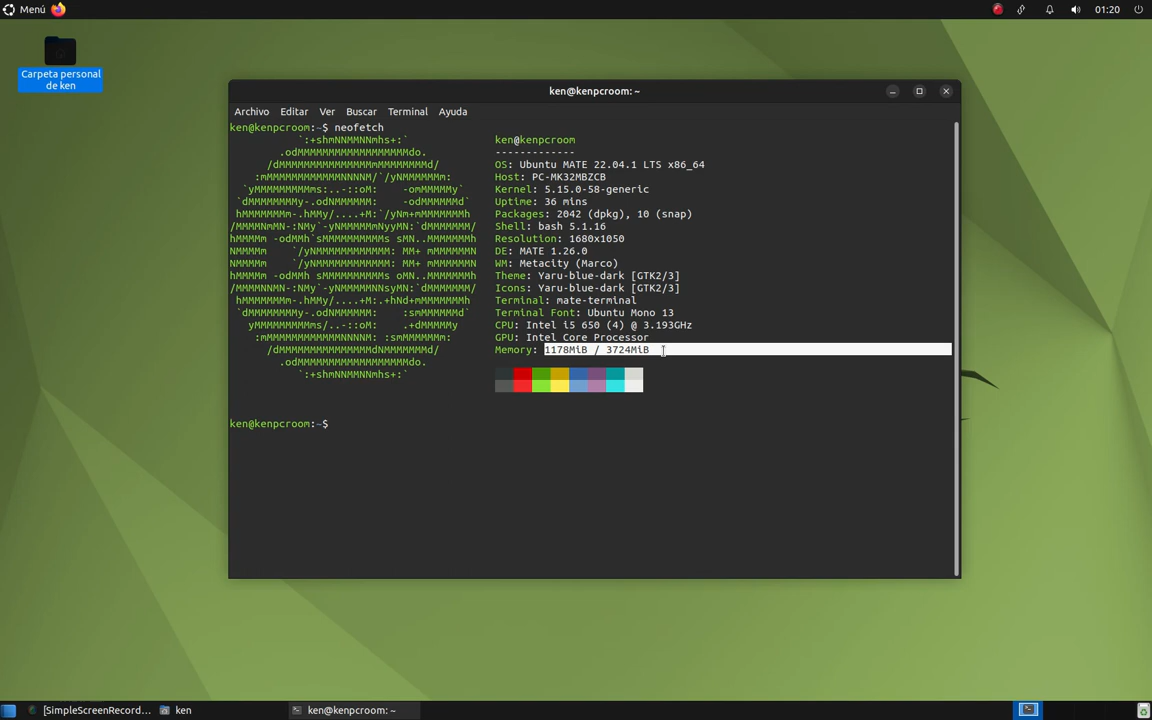 Menú
01:20
Carpeta personal
de ken
ken@kenpcroom: ~
Archivo Editar Ver Buscar Terminal Ayuda
ken@kenpcroom:~$ neofetch
ken@kenpcroom
-------------
OS: Ubuntu MATE 22.04.1 LTS x86_64
Host: PC-MK32MBZCB
Kernel: 5.15.0-58-generic
Uptime: 36 mins
Packages: 2042 (dpkg), 10 (snap)
Shell: bash 5.1.16
Resolution: 1680x1050
DE: MATE 1.26.0
WM: Metacity (Marco)
Theme: Yaru-blue-dark [GTK2/3]
Icons: Yaru-blue-dark [GTK2/3]
Terminal: mate-terminal
Terminal Font: Ubuntu Mono 13
CPU: Intel i5 650 (4) @ 3.193GHz
GPU: Intel Core Processor
Memory: 1178MiB / 3724MiB
ken@kenpcroom:~$
[SimpleScreenRecord... ken ken@kenpcroom: ~